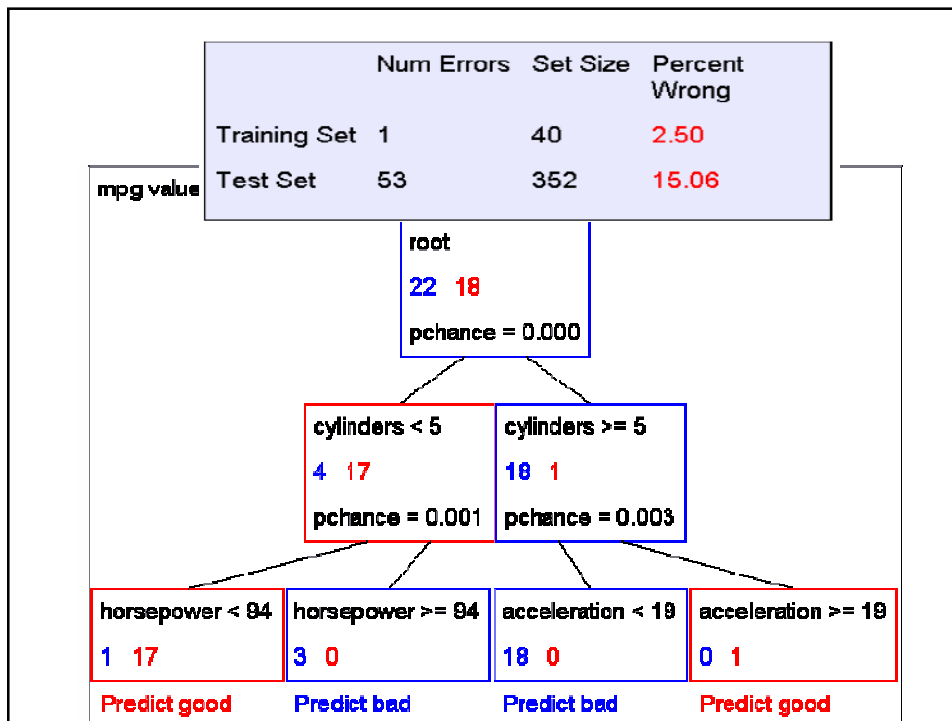 Num Errors Set Size Percent Wrong
Training Set 1 40 2.50
Test Set 53 352 15.06
mpg value
root
22 18
pchance = 0.000
cylinders < 5 cylinders >= 5
4 17 18 1
pchance = 0.001 pchance = 0.003
horsepower < 94 horsepower >= 94 acceleration < 19 acceleration >= 19
1 17 3 0 18 0 0 1
Predict good Predict bad Predict bad Predict good